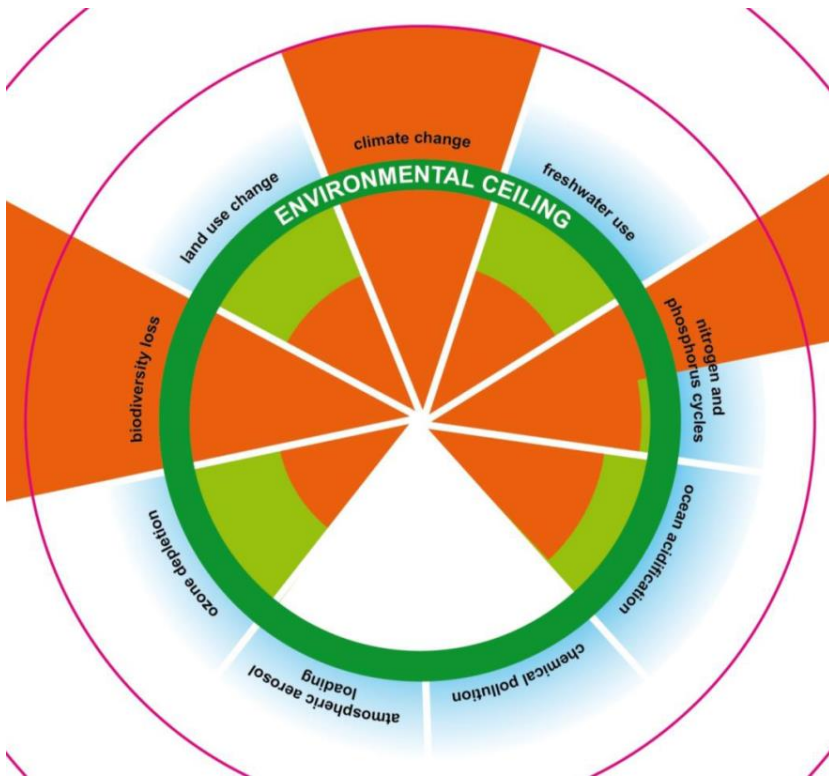 climate change
ENVIRONMENTAL CEILING
freshwater use
nitrogen and
phosphorus cycles
ocean acidification
chemical pollution
atmospheric aerosol
loading
ozone depletion
biodiversity loss
land use change